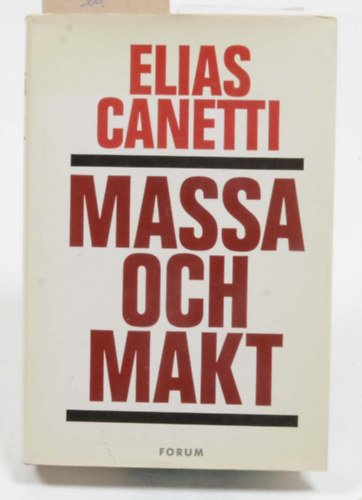 ELIAS
CANETTI
MASSA
OCH
MAKT
FORUM